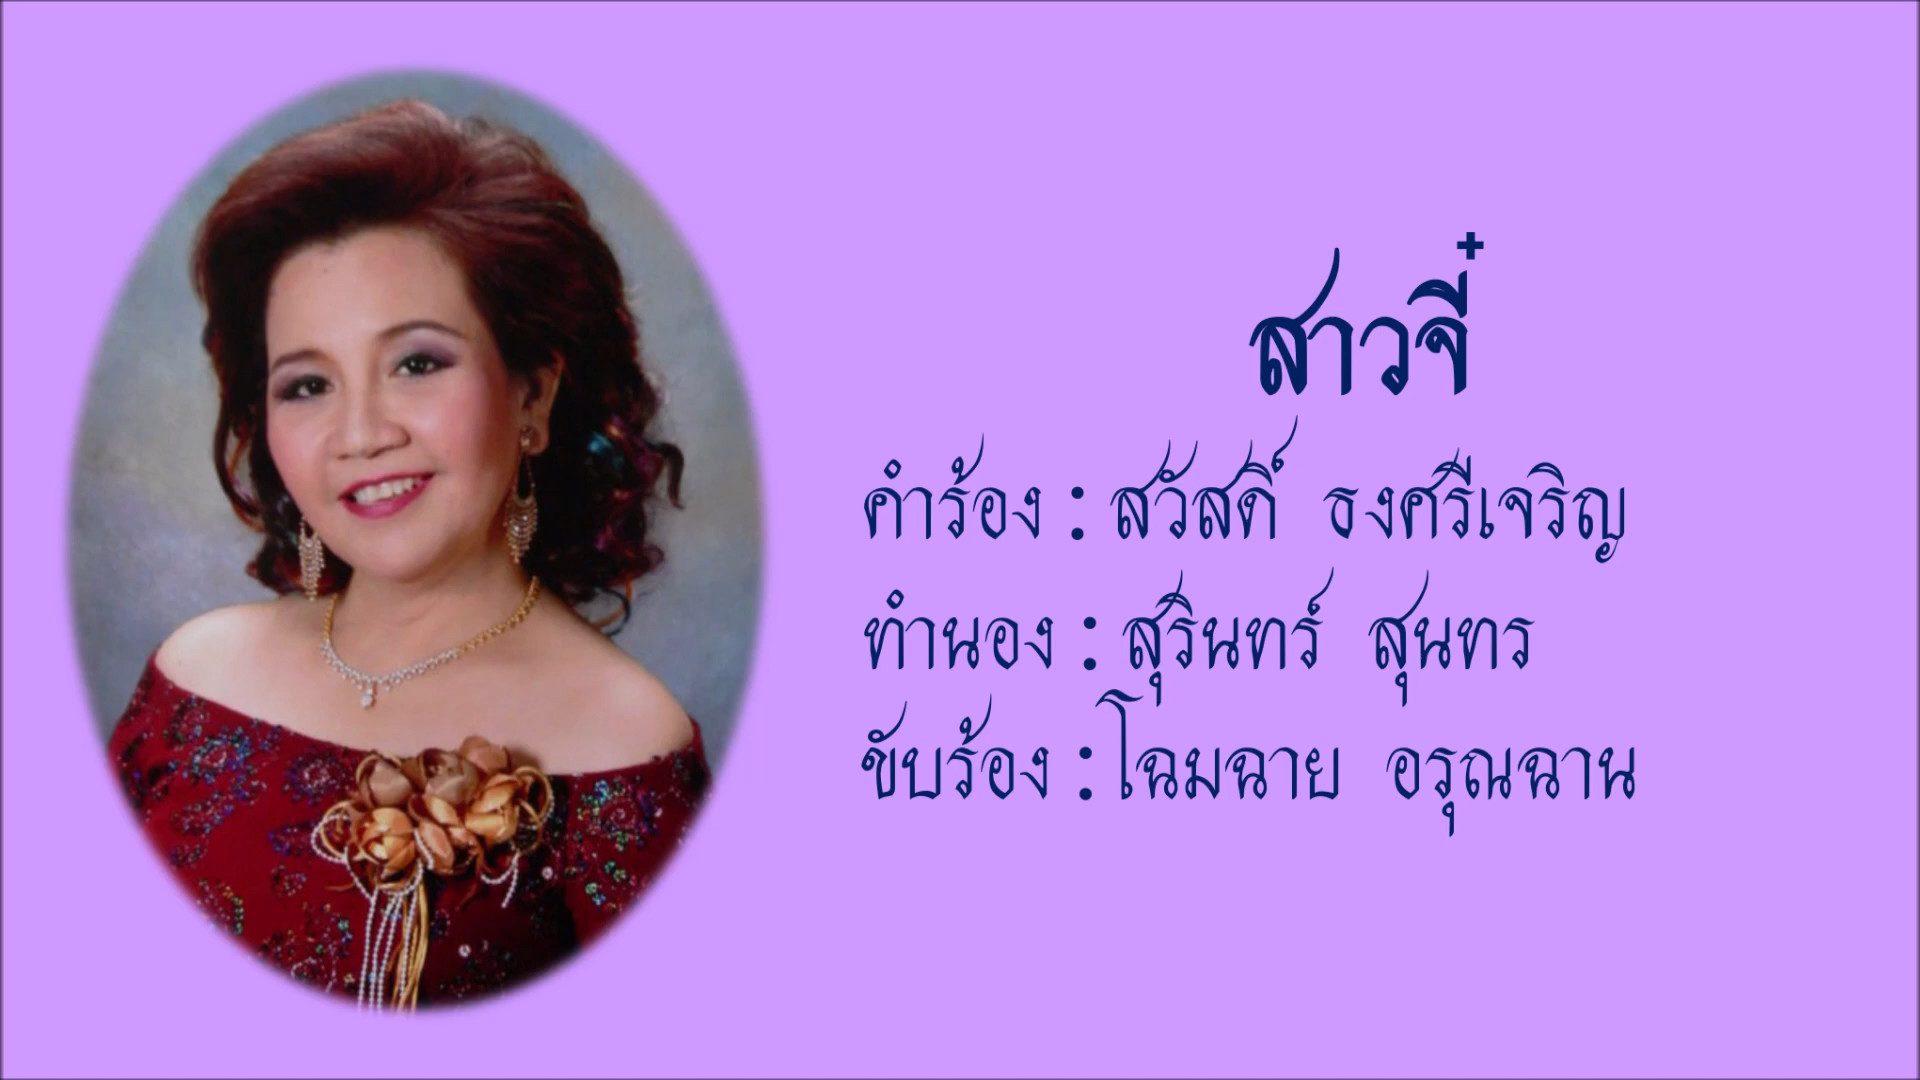 สาวจี๋
คำร้อง : สวัสดิ์ ธงศรีเจริญ
ทำนอง : สุรินทร์ สุนทร
ขับร้อง : โฉมฉาย อรุณฉาน